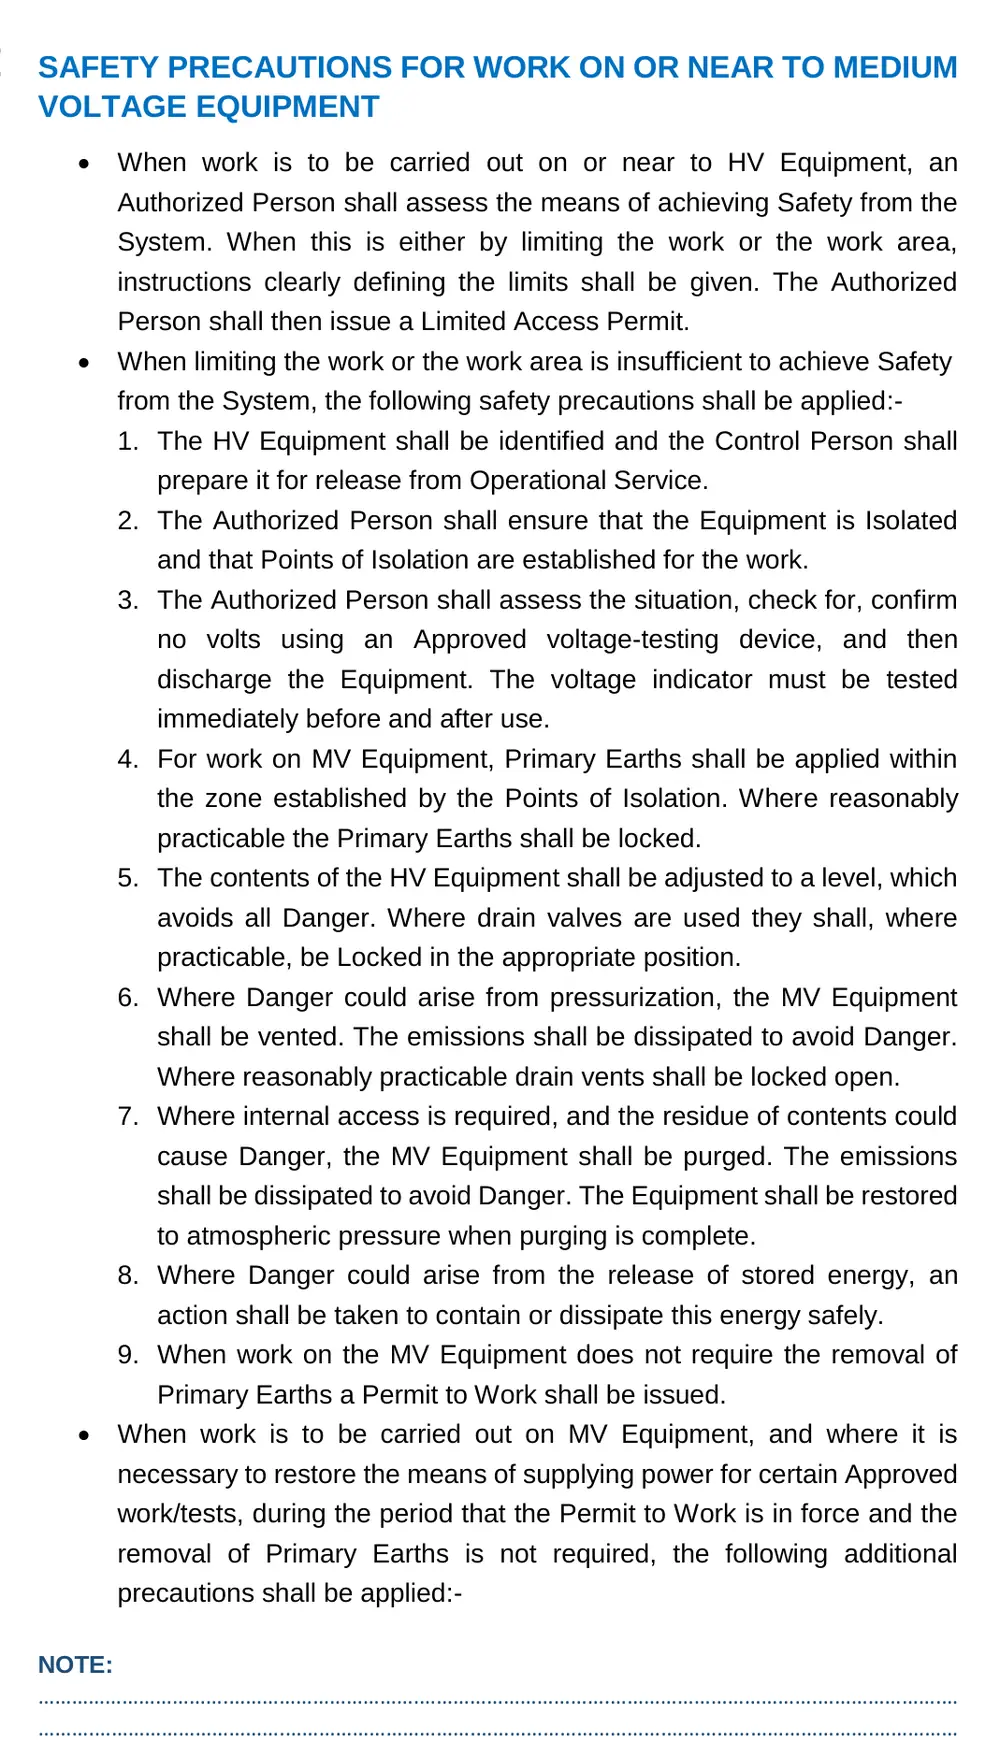 SAFETY PRECAUTIONS FOR WORK ON OR NEAR TO MEDIUM
VOLTAGE EQUIPMENT
• When work is to be carried out on or near to HV Equipment, an
Authorized Person shall assess the means of achieving Safety from the
System. When this is either by limiting the work or the work area,
instructions clearly defining the limits shall be given. The Authorized
Person shall then issue a Limited Access Permit.
• When limiting the work or the work area is insufficient to achieve Safety
from the System, the following safety precautions shall be applied:-
1. The HV Equipment shall be identified and the Control Person shall
prepare it for release from Operational Service.
2. The Authorized Person shall ensure that the Equipment is Isolated
and that Points of Isolation are established for the work.
3. The Authorized Person shall assess the situation, check for, confirm
no volts using an Approved voltage-testing device, and then
discharge the Equipment. The voltage indicator must be tested
immediately before and after use.
4. For work on MV Equipment, Primary Earths shall be applied within
the zone established by the Points of Isolation. Where reasonably
practicable the Primary Earths shall be locked.
5. The contents of the HV Equipment shall be adjusted to a level, which
avoids all Danger. Where drain valves are used they shall, where
practicable, be Locked in the appropriate position.
6. Where Danger could arise from pressurization, the MV Equipment
shall be vented. The emissions shall be dissipated to avoid Danger.
Where reasonably practicable drain vents shall be locked open.
7. Where internal access is required, and the residue of contents could
cause Danger, the MV Equipment shall be purged. The emissions
shall be dissipated to avoid Danger. The Equipment shall be restored
to atmospheric pressure when purging is complete.
8. Where Danger could arise from the release of stored energy, an
action shall be taken to contain or dissipate this energy safely.
9. When work on the MV Equipment does not require the removal of
Primary Earths a Permit to Work shall be issued.
• When work is to be carried out on MV Equipment, and where it is
necessary to restore the means of supplying power for certain Approved
work/tests, during the period that the Permit to Work is in force and the
removal of Primary Earths is not required, the following additional
precautions shall be applied:-
NOTE: